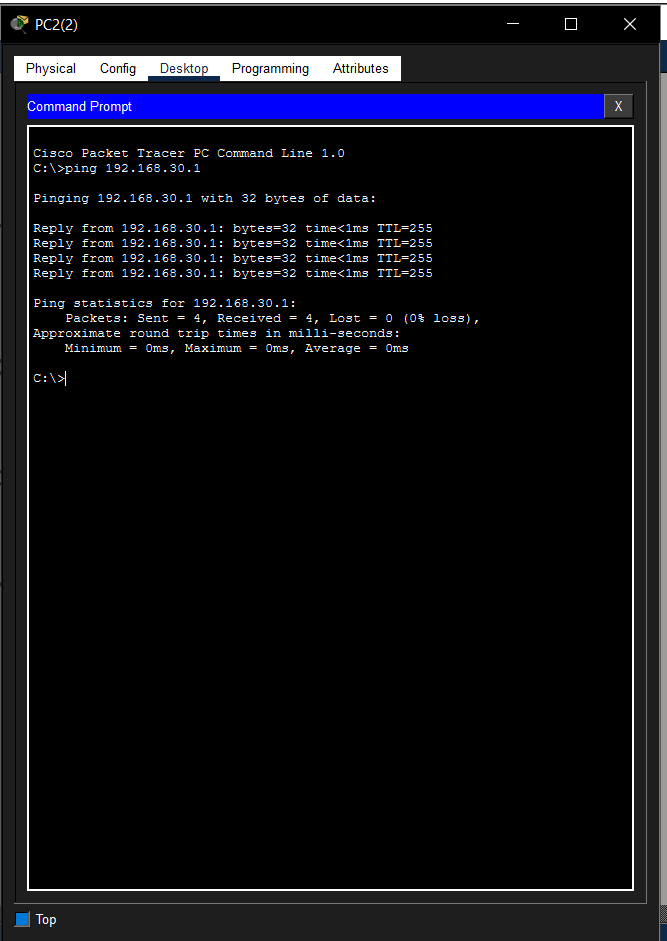 PC2(2)
Physical Config Desktop Programming Attributes
Command Prompt X
Cisco Packet Tracer PC Command Line 1.0
C:\>ping 192.168.30.1
Pinging 192.168.30.1 with 32 bytes of data:
Reply from 192.168.30.1: bytes=32 time<1ms TTL=255
Reply from 192.168.30.1: bytes=32 time<1ms TTL=255
Reply from 192.168.30.1: bytes=32 time<1ms TTL=255
Reply from 192.168.30.1: bytes=32 time<1ms TTL=255
Ping statistics for 192.168.30.1:
    Packets: Sent = 4, Received = 4, Lost = 0 (0% loss),
Approximate round trip times in milli-seconds:
    Minimum = 0ms, Maximum = 0ms, Average = 0ms
C:\>
Top